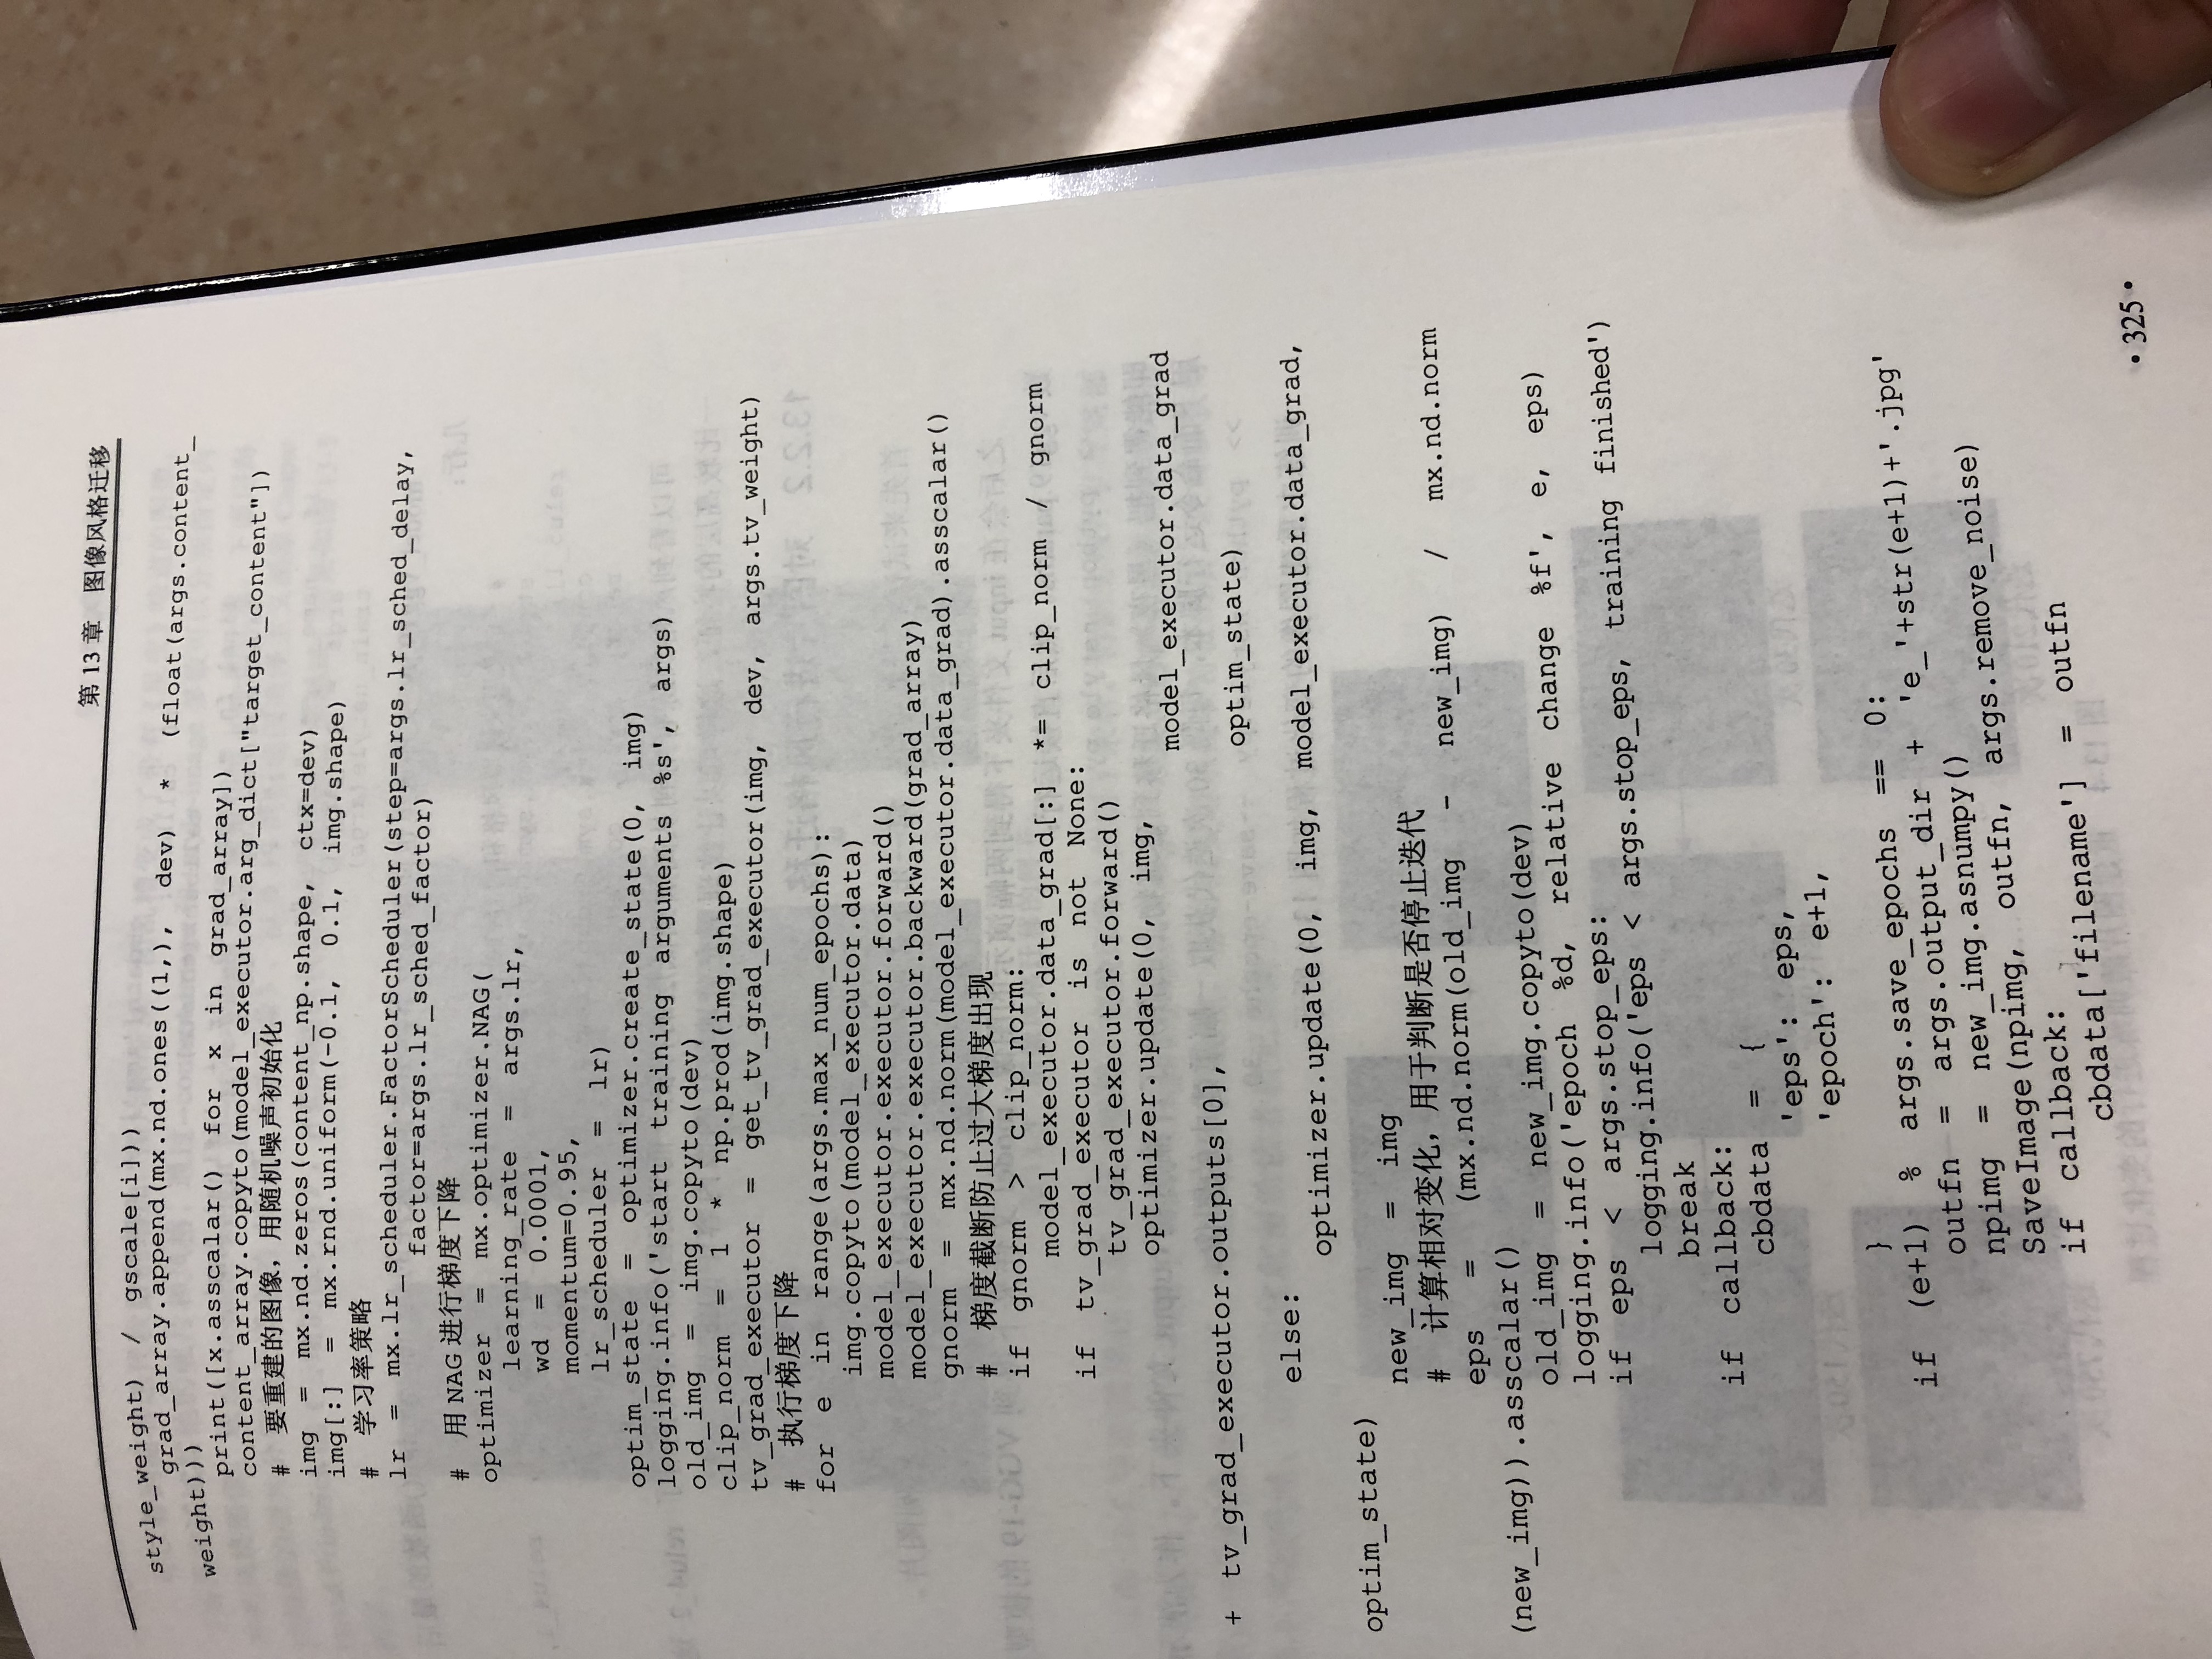 第 13 章 图像风格迁移
style_weight) / gscale[i]))
grad_array.append(mx.nd.ones((1,), dev) * (float(args.content_
weight)))
print([x.asscalar() for x in grad_array])
content_array.copyto(model_executor.arg_dict["target_content"])
# 要重建的图像，用随机噪声初始化
img = mx.nd.zeros(content_np.shape, ctx=dev)
img[:] = mx.rnd.uniform(-0.1, 0.1, img.shape)
# 学习率策略
lr = mx.lr_scheduler.FactorScheduler(step=args.lr_sched_delay,
factor=args.lr_sched_factor)
# 用 NAG 进行梯度下降
optimizer = mx.optimizer.NAG(
learning_rate = args.lr,
wd = 0.0001,
momentum=0.95,
lr_scheduler = lr)
optim_state = optimizer.create_state(0, img)
logging.info('start training arguments %s', args)
old_img = img.copyto(dev)
clip_norm = 1 * np.prod(img.shape)
tv_grad_executor = get_tv_grad_executor(img, dev, args.tv_weight)
# 执行梯度下降
for e in range(args.max_num_epochs):
img.copyto(model_executor.data)
model_executor.executor.forward()
model_executor.executor.backward(grad_array)
gnorm = mx.nd.norm(model_executor.data_grad).asscalar()
# 梯度截断防止过大梯度出现
if gnorm > clip_norm:
model_executor.data_grad[:] *= clip_norm / gnorm
if tv_grad_executor is not None:
tv_grad_executor.forward()
optimizer.update(0, img,
model_executor.data_grad
+ tv_grad_executor.outputs[0],
optim_state)
else:
optimizer.update(0, img, model_executor.data_grad,
optim_state)
new_img = img
# 计算相对变化，用于判断是否停止迭代
eps = (mx.nd.norm(old_img - new_img) / mx.nd.norm
(new_img)).asscalar()
old_img = new_img.copyto(dev)
logging.info('epoch %d, relative change %f', e, eps)
if eps < args.stop_eps:
logging.info('eps < args.stop_eps, training finished')
break
if callback:
cbdata = {
'eps': eps,
'epoch': e+1,
}
if (e+1) % args.save_epochs == 0:
outfn = args.output_dir + 'e_'+str(e+1)+'.jpg'
npimg = new_img.asnumpy()
SaveImage(npimg, outfn, args.remove_noise)
if callback:
cbdata['filename'] = outfn
• 325 •